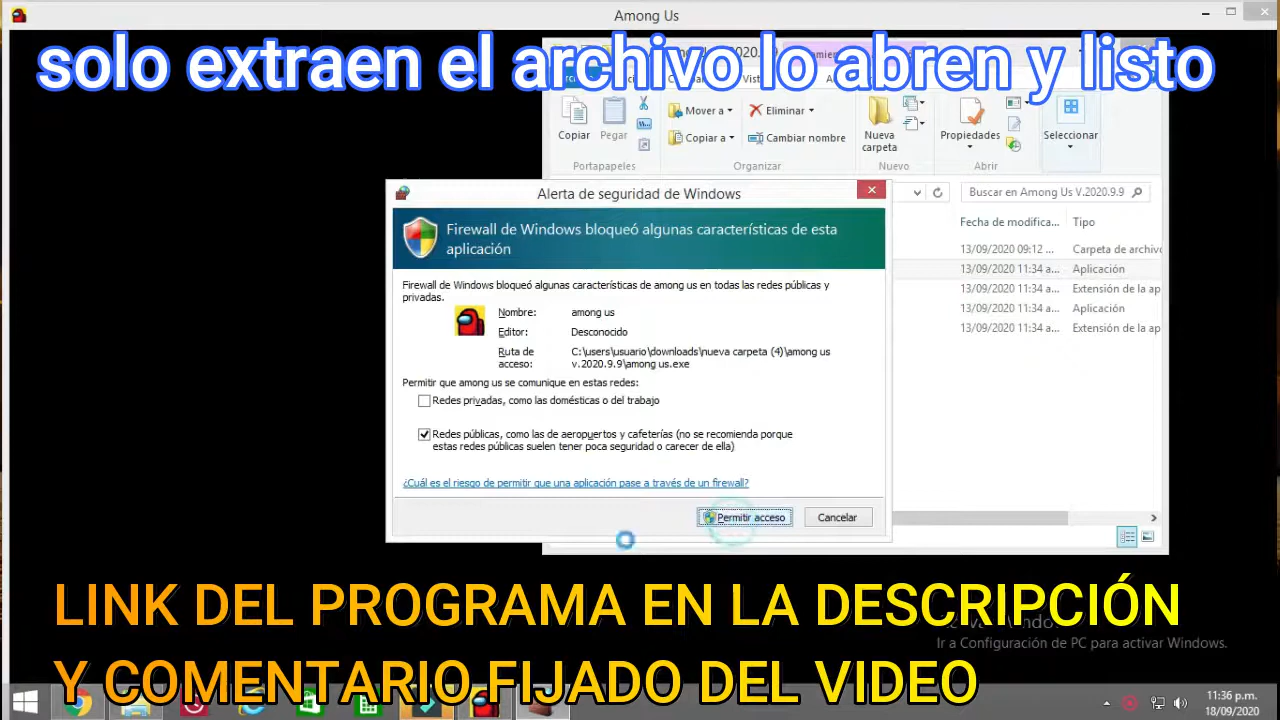 Among Us
solo extraen el archivo lo abren y listo
Mover a
Eliminar
Copiar
Pegar
Copiar a
Cambiar nombre
Nueva
carpeta
Propiedades
Seleccionar
Portapapeles
Organizar
Nuevo
Abrir
Buscar en Among Us V.2020.9.9
Fecha de modifica...
Tipo
13/09/2020 09:12 ...
Carpeta de archivo
13/09/2020 11:34 a...
Aplicación
13/09/2020 11:34 a...
Extensión de la ap
13/09/2020 11:34 a...
Aplicación
13/09/2020 11:34 a...
Extensión de la ap
Alerta de seguridad de Windows
Firewall de Windows bloqueó algunas características de esta
aplicación
Firewall de Windows bloqueó algunas características de among us en todas las redes públicas y
privadas.
Nombre: among us
Editor: Desconocido
Ruta de C:\users\usuario\downloads\nueva carpeta (4)\among us
acceso: v.2020.9.9\among us.exe
Permitir que among us se comunique en estas redes:
Redes privadas, como las domésticas o del trabajo
Redes públicas, como las de aeropuertos y cafeterías (no se recomienda porque
estas redes públicas suelen tener poca seguridad o carecer de ella)
¿Cuál es el riesgo de permitir que una aplicación pase a través de un firewall?
Permitir acceso
Cancelar
LINK DEL PROGRAMA EN LA DESCRIPCIÓN
Ir a Configuración de PC para activar Windows.
Y COMENTARIO FIJADO DEL VIDEO
11:36 p.m.
18/09/2020